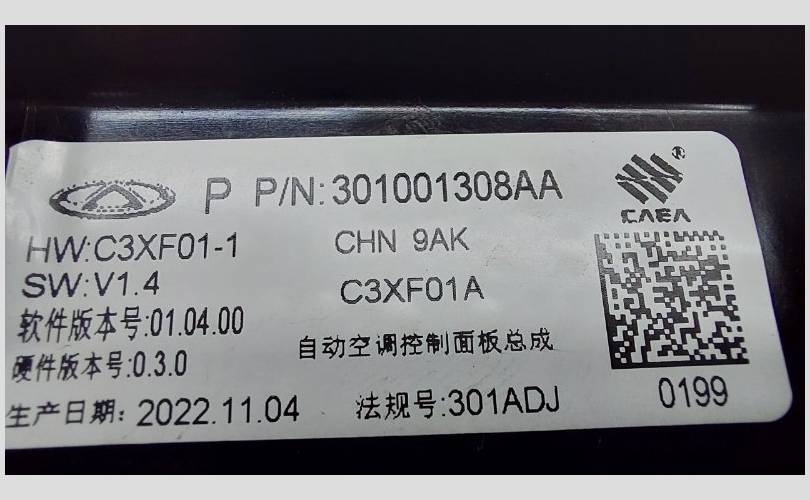 P P/N:301001308AA
CAEA
HW:C3XF01-1 CHN 9AK
SW:V1.4 C3XF01A
软件版本号:01.04.00
自动空调控制面板总成
硬件版本号:0.3.0
生产日期: 2022.11.04 法规号:301ADJ 0199